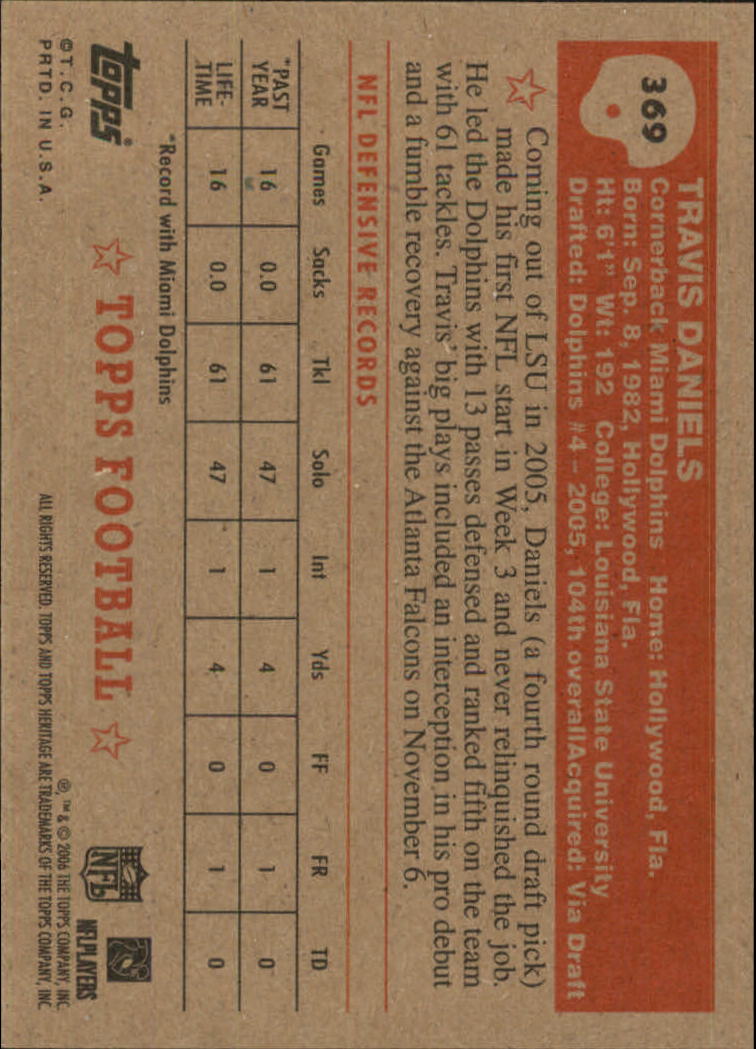 369
TRAVIS DANIELS
Cornerback Miami Dolphins Home: Hollywood, Fla.
Born: Sep. 8, 1982, Hollywood, Fla.
Ht: 6'1" Wt: 192 College: Louisiana State University
Drafted: Dolphins #4 – 2005, 104th overallAcquired: Via Draft
Coming out of LSU in 2005, Daniels (a fourth round draft pick)
made his first NFL start in Week 3 and never relinquished the job.
He led the Dolphins with 13 passes defensed and ranked fifth on the team
with 61 tackles. Travis' big plays included an interception in his pro debut
and a fumble recovery against the Atlanta Falcons on November 6.
NFL DEFENSIVE RECORDS
Games Sacks Tkl Solo Int Yds FF FR TD
*PAST YEAR 16 0.0 61 47 1 4 0 1 0
LIFE-TIME 16 0.0 61 47 1 4 0 1 0
*Record with Miami Dolphins
topps®
TOPPS FOOTBALL
NFL
NFLPLAYERS
©T.C.G.
PRTD. IN U.S.A.
®, ™ & © 2006 THE TOPPS COMPANY, INC.
ALL RIGHTS RESERVED. TOPPS AND TOPPS HERITAGE ARE TRADEMARKS OF THE TOPPS COMPANY, INC